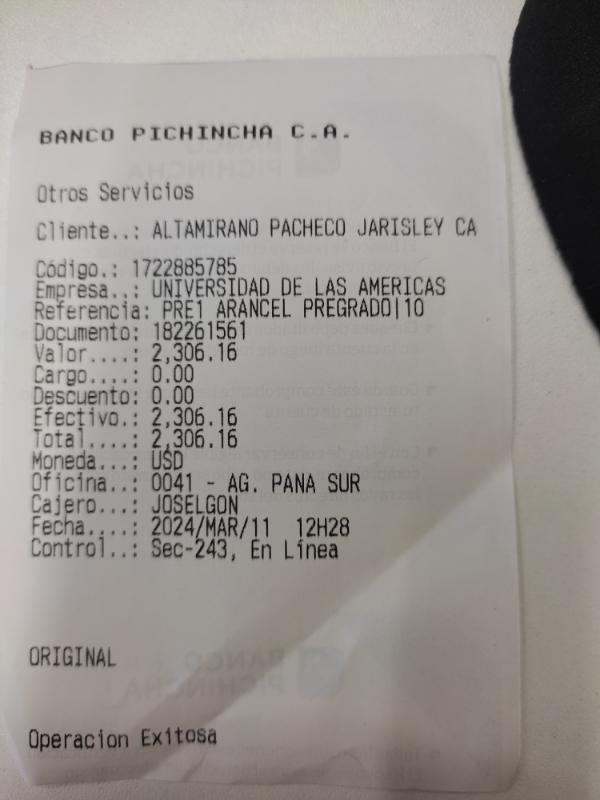 BANCO PICHINCHA C.A.
Otros Servicios
Cliente..: ALTAMIRANO PACHECO JARISLEY CA
Código.: 1722885785
Empresa..: UNIVERSIDAD DE LAS AMERICAS
Referencia: PRE1 ARANCEL PREGRADO|10
Documento: 182261561
Valor....: 2,306.16
Cargo....: 0.00
Descuento: 0.00
Efectivo.: 2,306.16
Total....: 2,306.16
Moneda...: USD
Oficina..: 0041 - AG. PANA SUR
Cajero...: JOSELGON
Fecha....: 2024/MAR/11 12H28
Control..: Sec-243, En Línea
ORIGINAL
Operacion Exitosa